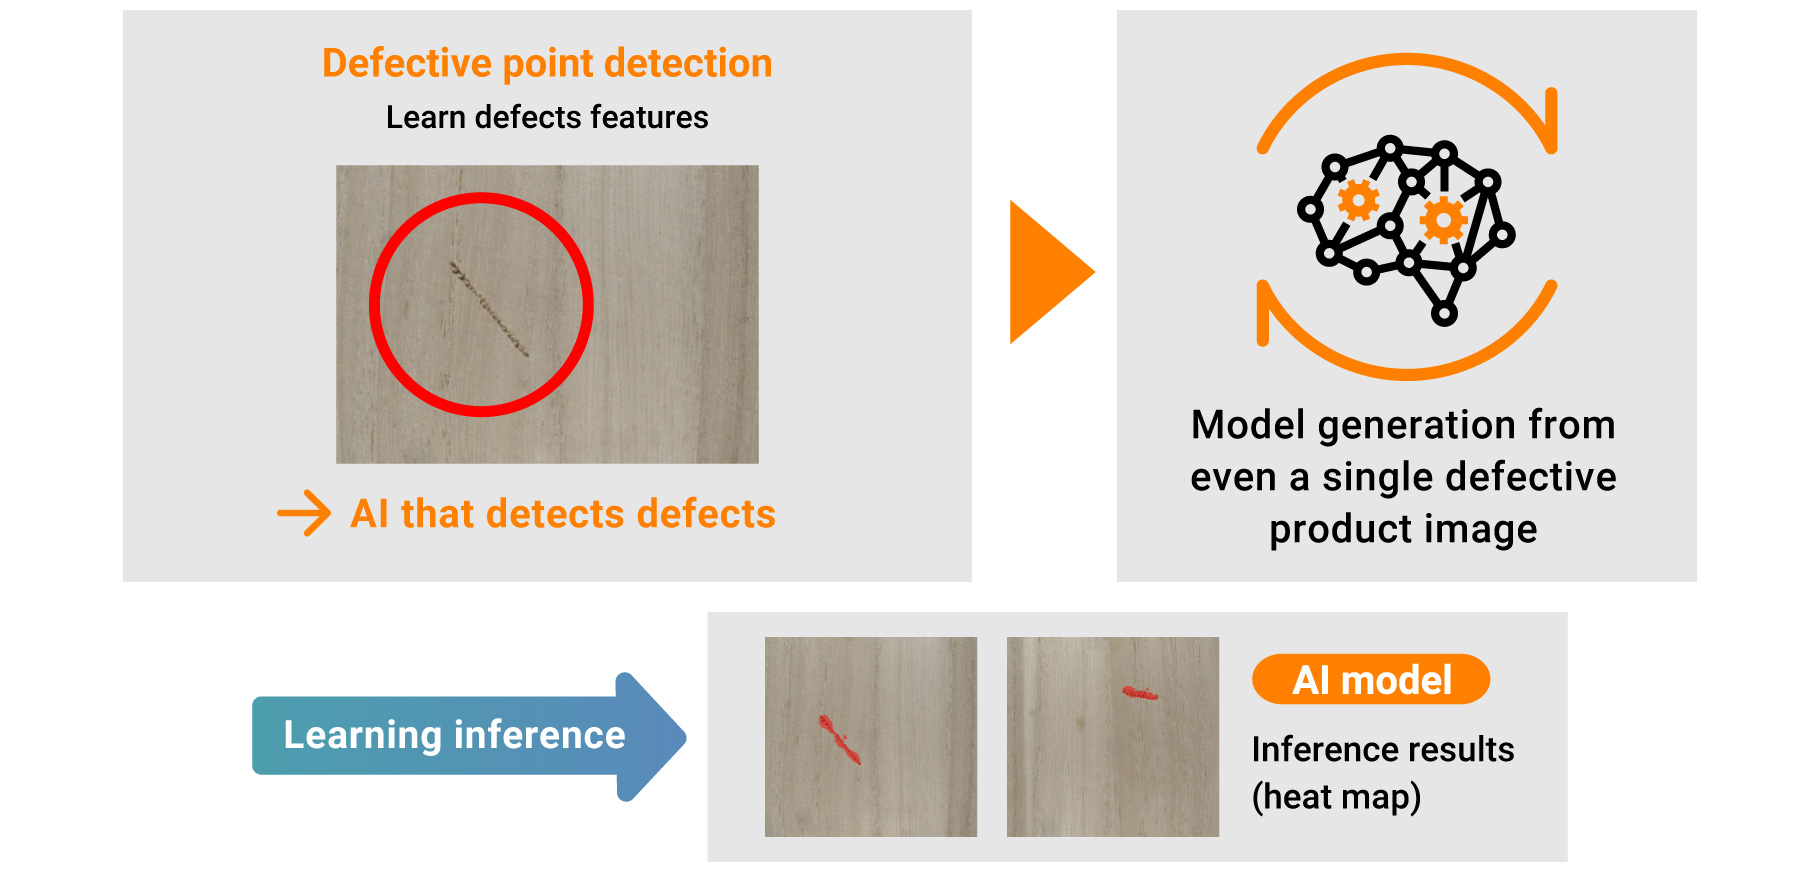 Defective point detection
Learn defects features
AI that detects defects
Model generation from
even a single defective
product image
Learning inference
AI model
Inference results
(heat map)